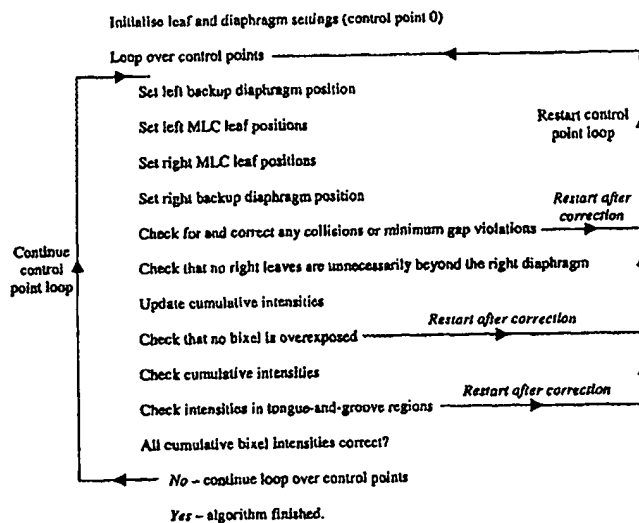 Initialise leaf and diaphragm settings (control point 0)
Loop over control points
Set left backup diaphragm position
Set left MLC leaf positions
Restart control
point loop
Set right MLC leaf positions
Set right backup diaphragm position
Restart after
correction
Check for and correct any collisions or minimum gap violations
Continue
control
point loop
Check that no right leaves are unnecessarily beyond the right diaphragm
Update cumulative intensities
Restart after correction
Check that no bixel is overexposed
Check cumulative intensities
Restart after correction
Check intensities in tongue-and-groove regions
All cumulative bixel intensities correct?
No – continue loop over control points
Yes – algorithm finished.